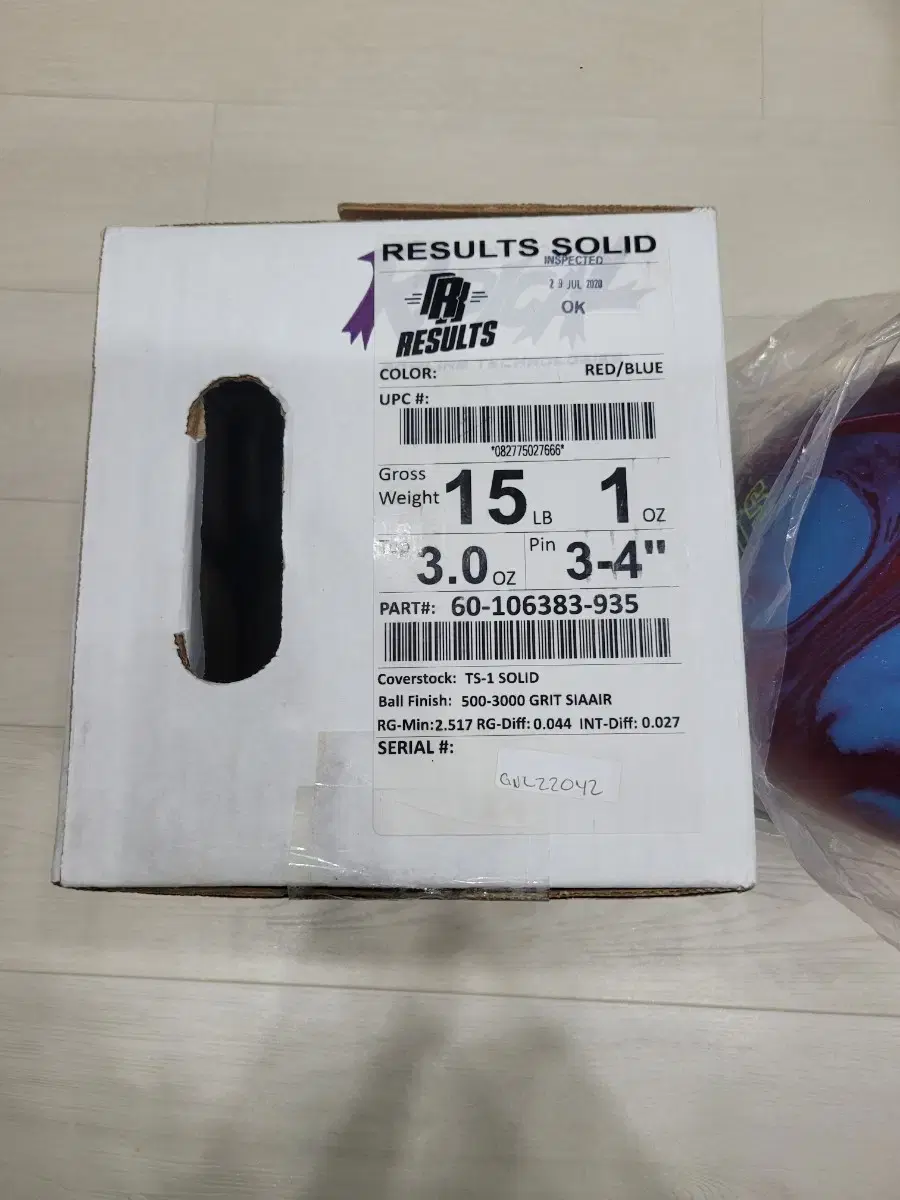 RESULTS SOLID
INSPECTED
29 JUL 2020
OK
RESULTS
COLOR: RED/BLUE
UPC #:
*082775027666*
Gross Weight 15 LB 1 OZ
Top 3.0 OZ Pin 3-4"
PART#: 60-106383-935
Coverstock: TS-1 SOLID
Ball Finish: 500-3000 GRIT SIAAIR
RG-Min:2.517 RG-Diff: 0.044 INT-Diff: 0.027
SERIAL #: